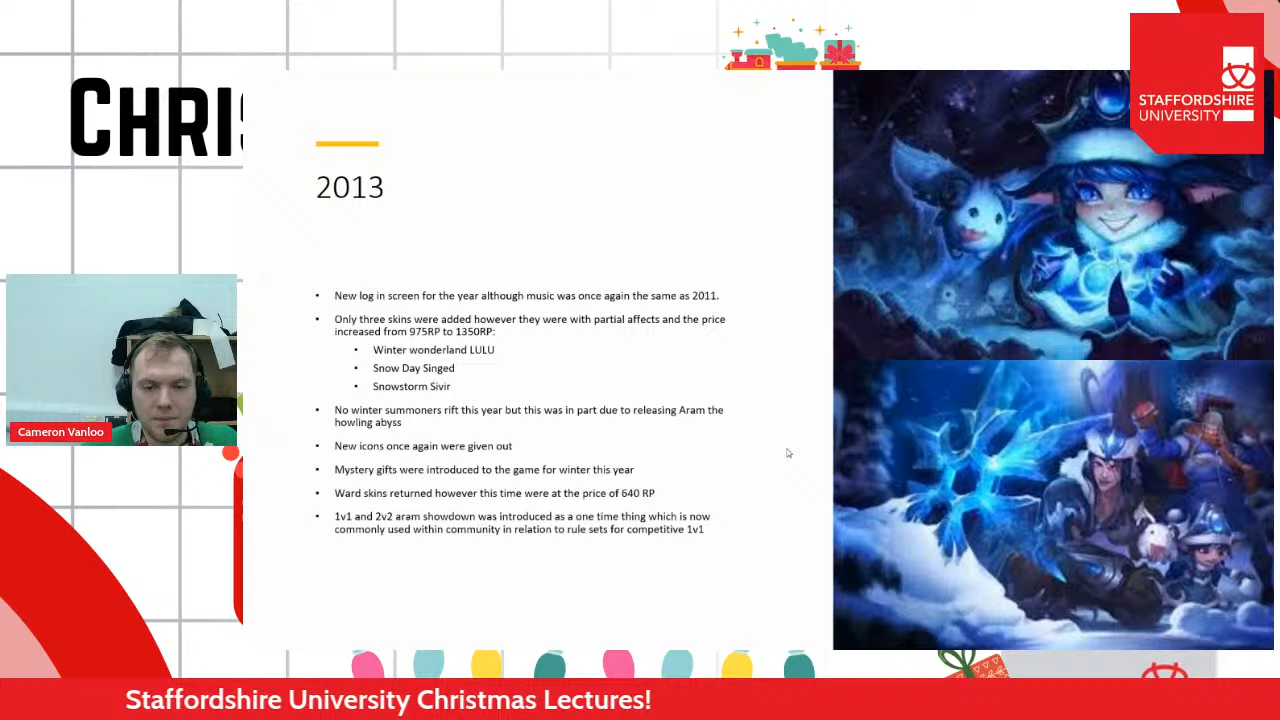 CHRIS
STAFFORDSHIRE
UNIVERSITY
2013
• New log in screen for the year although music was once again the same as 2011.
• Only three skins were added however they were with partial affects and the price
increased from 975RP to 1350RP:
• Winter wonderland LULU
• Snow Day Singed
• Snowstorm Sivir
• No winter summoners rift this year but this was in part due to releasing Aram the
howling abyss
• New icons once again were given out
• Mystery gifts were introduced to the game for winter this year
• Ward skins returned however this time were at the price of 640 RP
• 1v1 and 2v2 aram showdown was introduced as a one time thing which is now
commonly used within community in relation to rule sets for competitive 1v1
Cameron Vanloo
Staffordshire University Christmas Lectures!